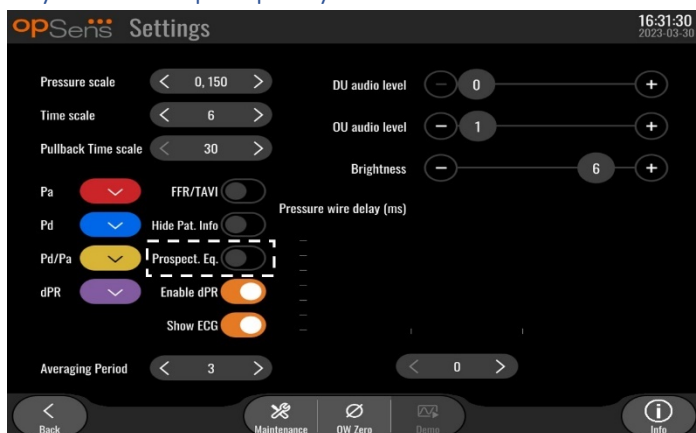 opSens Settings
16:31:30
2023-03-30
Pressure scale 0, 150
Time scale 6
Pullback Time scale 30
Pa FFR/TAVI
Pd Hide Pat. Info
Pd/Pa Prospect. Eq.
dPR Enable dPR
Show ECG
Averaging Period 3
DU audio level 0
OU audio level 1
Brightness 6
Pressure wire delay (ms)
0
Back
Maintenance
OW Zero
Demo
Info